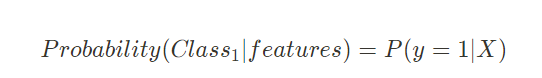 Probability(Class₁|features) = P(y = 1|X)